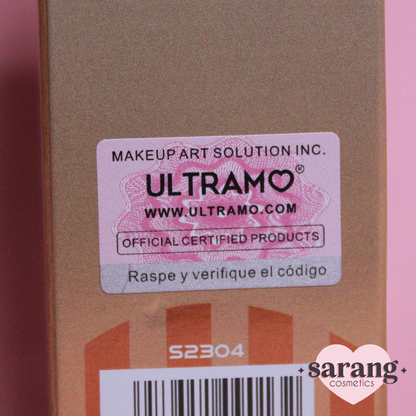 MAKEUP ART SOLUTION INC.
ULTRAMO®
WWW.ULTRAMO.COM
OFFICIAL CERTIFIED PRODUCTS
Raspe y verifique el código
S2304
• sarang •
cosmetics